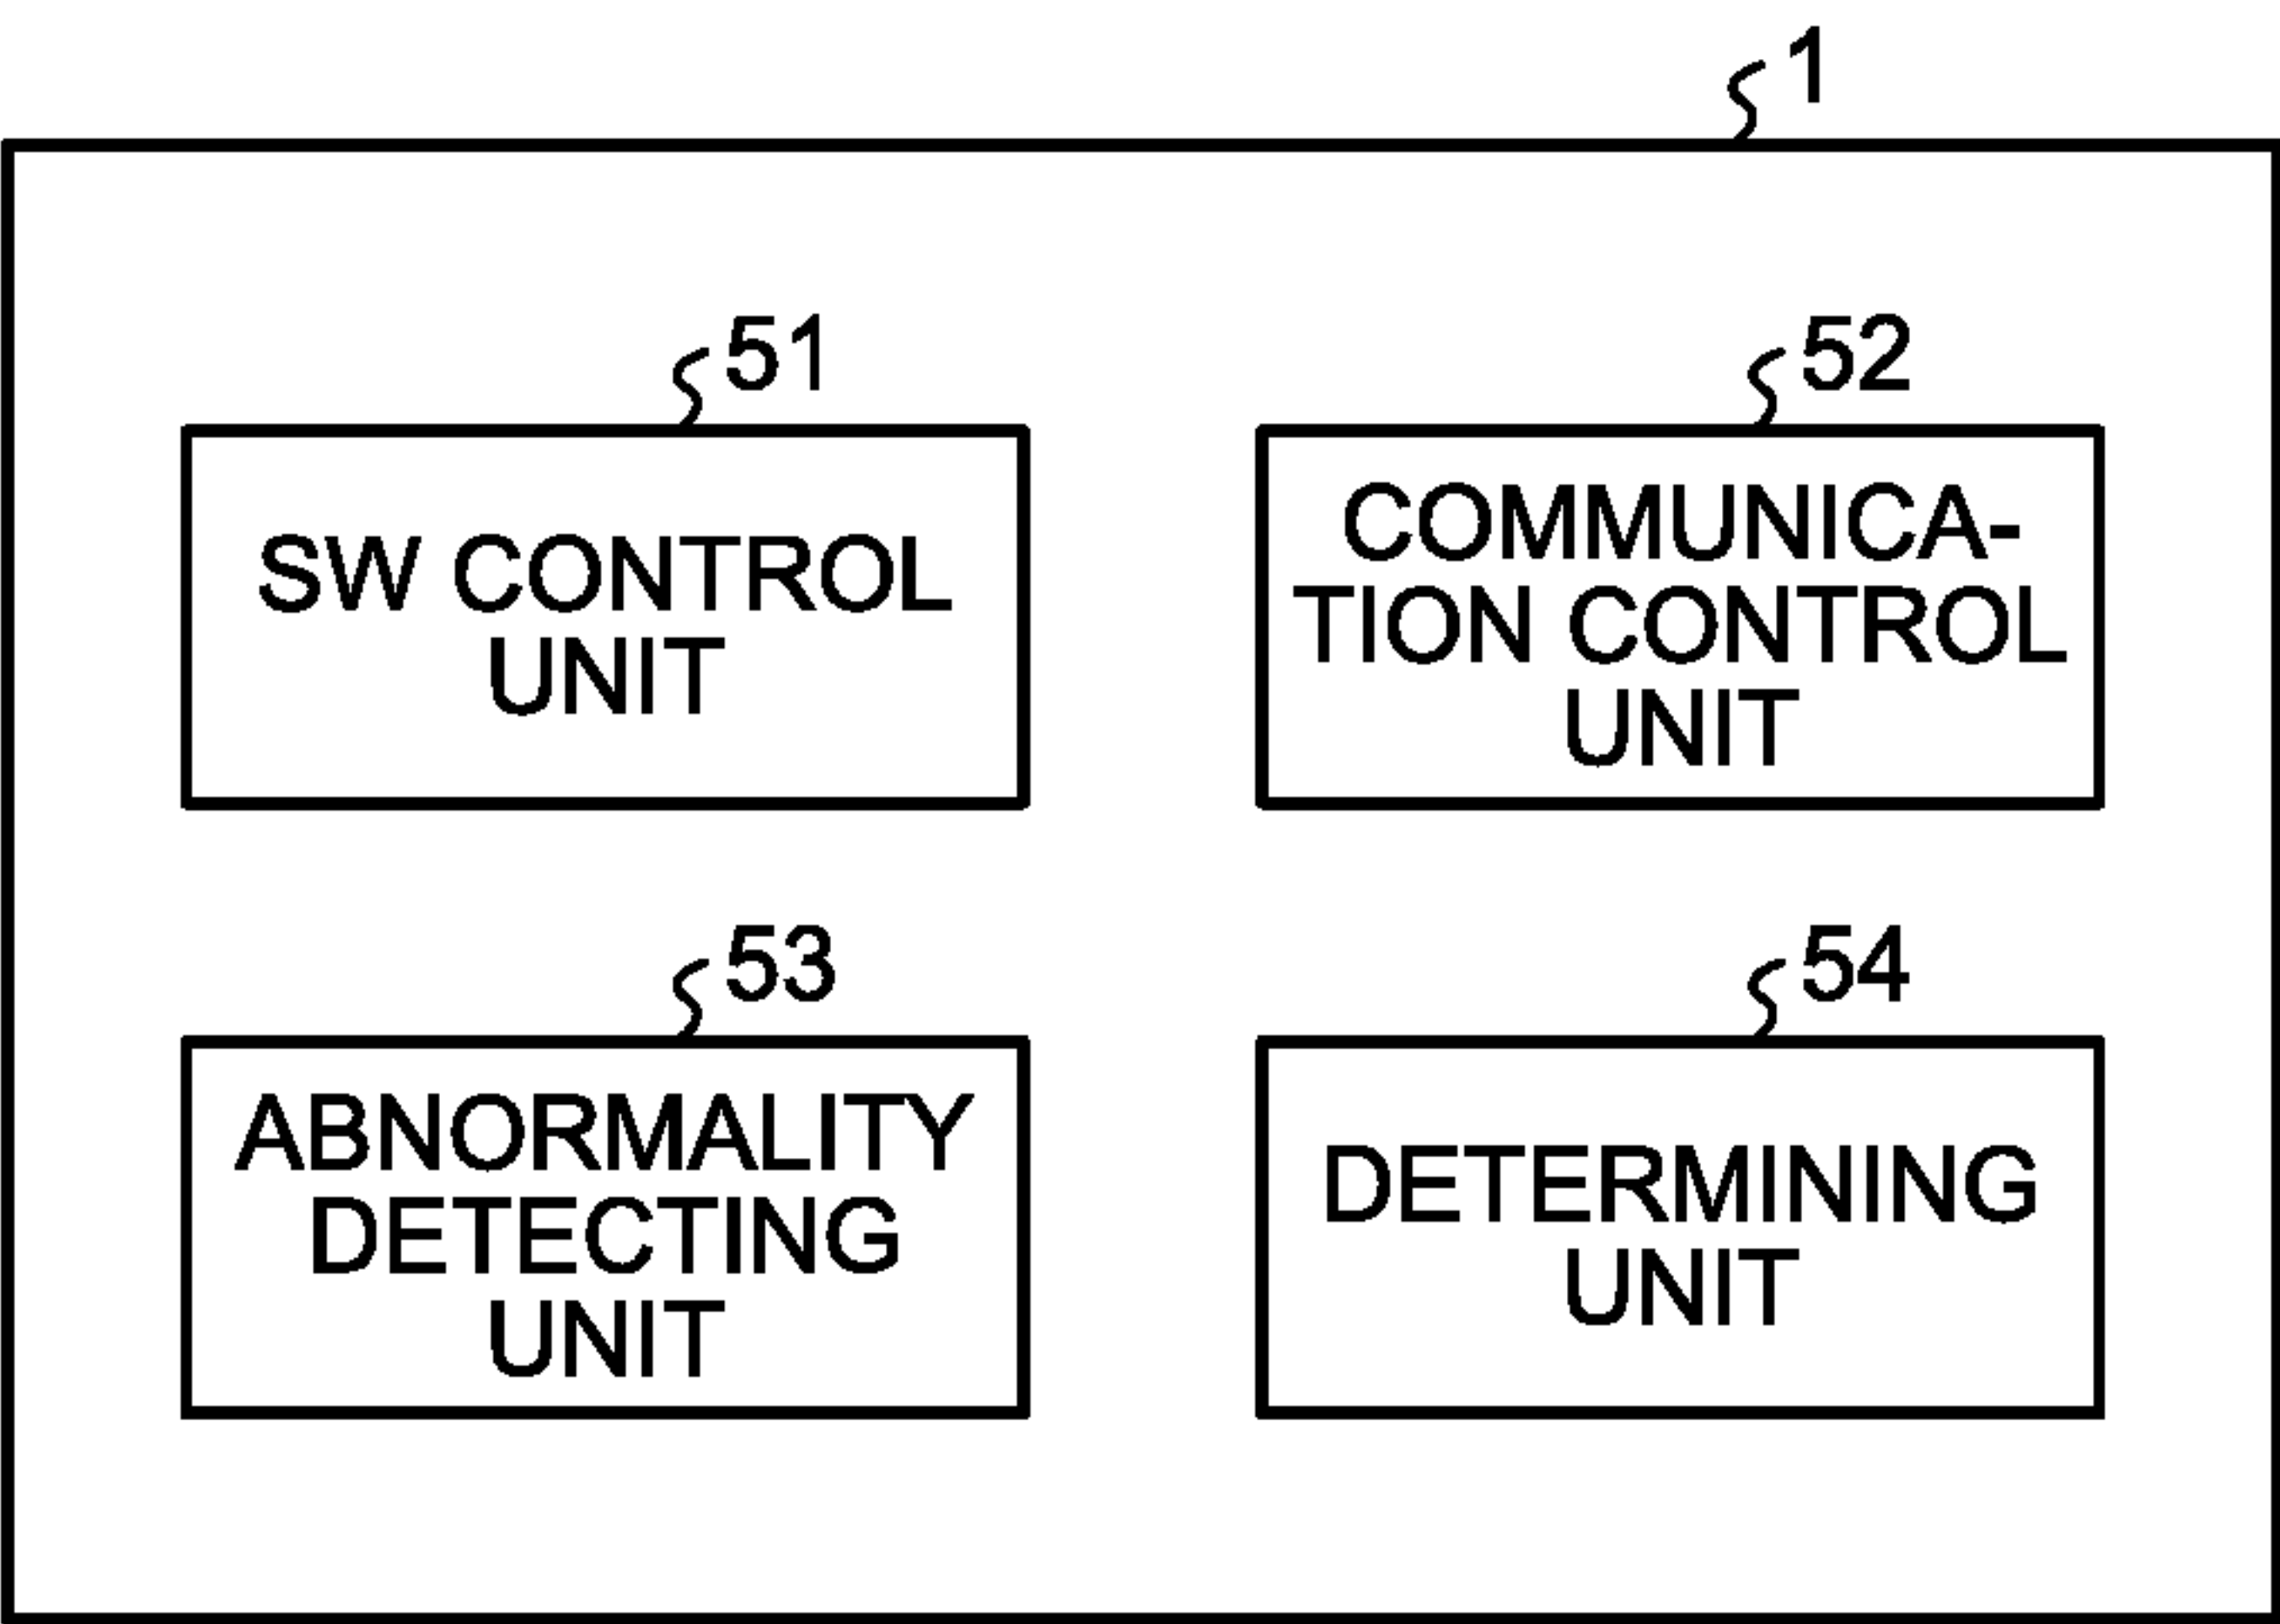 1
51
52
SW CONTROL
UNIT
COMMUNICA-
TION CONTROL
UNIT
53
54
ABNORMALITY
DETECTING
UNIT
DETERMINING
UNIT